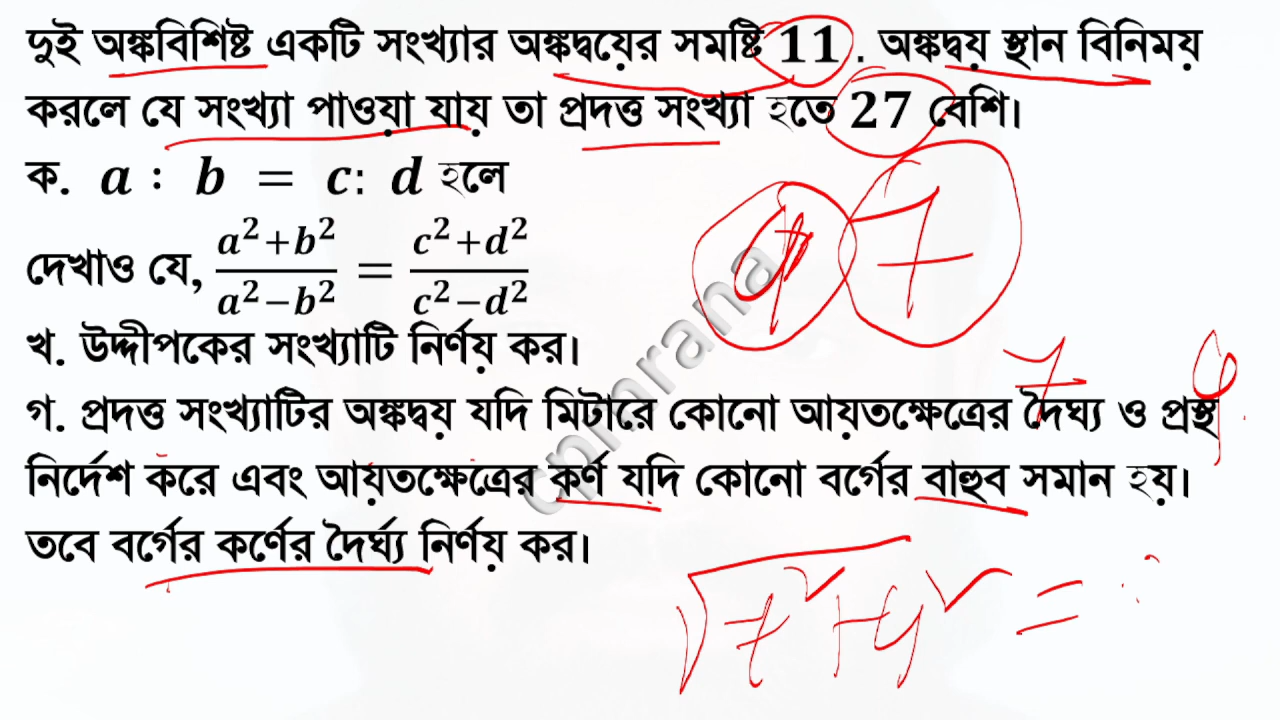 দুই অঙ্কবিশিষ্ট একটি সংখ্যার অঙ্কদ্বয়ের সমষ্টি 11 . অঙ্কদ্বয় স্থান বিনিময়
করলে যে সংখ্যা পাওয়া যায় তা প্রদত্ত সংখ্যা হতে 27 বেশি।
ক. a : b = c: d হলে
দেখাও যে, (a²+b²)/(a²−b²) = (c²+d²)/(c²−d²)
খ. উদ্দীপকের সংখ্যাটি নির্ণয় কর।
গ. প্রদত্ত সংখ্যাটির অঙ্কদ্বয় যদি মিটারে কোনো আয়তক্ষেত্রের দৈর্ঘ্য ও প্রস্থ
নির্দেশ করে এবং আয়তক্ষেত্রের কর্ণ যদি কোনো বর্গের বাহুব সমান হয়।
তবে বর্গের কর্ণের দৈর্ঘ্য নির্ণয় কর।
cpmrana